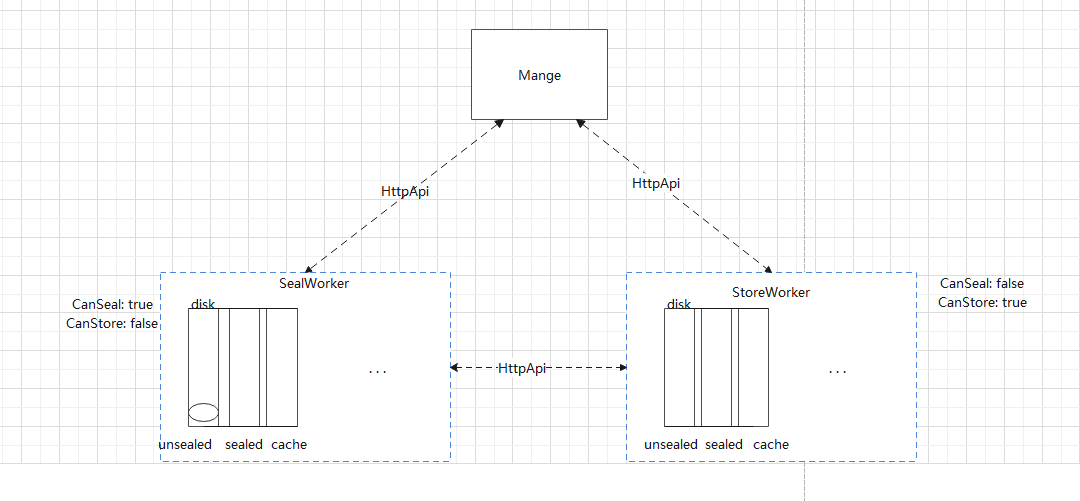 Mange
HttpApi
HttpApi
SealWorker
StoreWorker
CanSeal: true
CanStore: false
CanSeal: false
CanStore: true
disk
disk
...
...
HttpApi
unsealed sealed cache
unsealed sealed cache